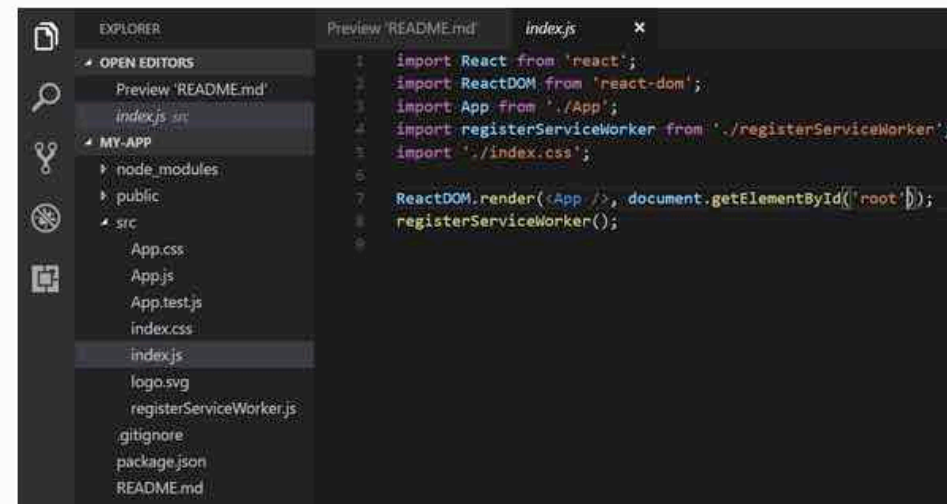 EXPLORER
OPEN EDITORS
Preview 'README.md'
index.js src
MY-APP
node_modules
public
src
App.css
App.js
App.test.js
index.css
index.js
logo.svg
registerServiceWorker.js
.gitignore
package.json
README.md
Preview 'README.md' index.js ×
1 import React from 'react';
2 import ReactDOM from 'react-dom';
3 import App from './App';
4 import registerServiceWorker from './registerServiceWorker';
5 import './index.css';
6
7 ReactDOM.render(<App />, document.getElementById('root'));
8 registerServiceWorker();
9